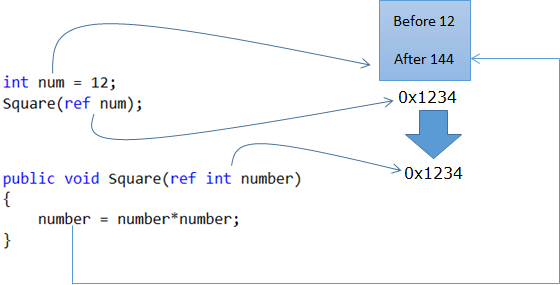 Before 12
After 144
int num = 12;
Square(ref num);
0x1234
0x1234
public void Square(ref int number)
{
    number = number*number;
}